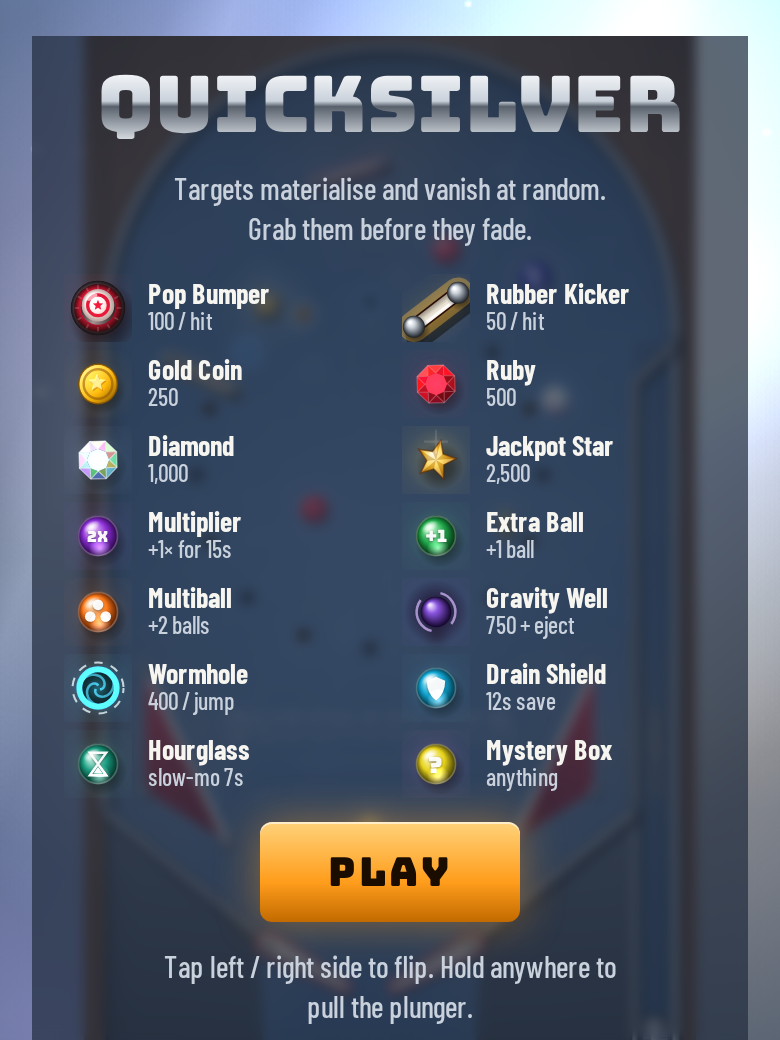 QUICKSILVER
Targets materialise and vanish at random.
Grab them before they fade.
Pop Bumper
100 / hit
Rubber Kicker
50 / hit
Gold Coin
250
Ruby
500
Diamond
1,000
Jackpot Star
2,500
2X
Multiplier
+1× for 15s
+1
Extra Ball
+1 ball
Multiball
+2 balls
Gravity Well
750 + eject
Wormhole
400 / jump
Drain Shield
12s save
Hourglass
slow-mo 7s
?
Mystery Box
anything
PLAY
Tap left / right side to flip. Hold anywhere to
pull the plunger.